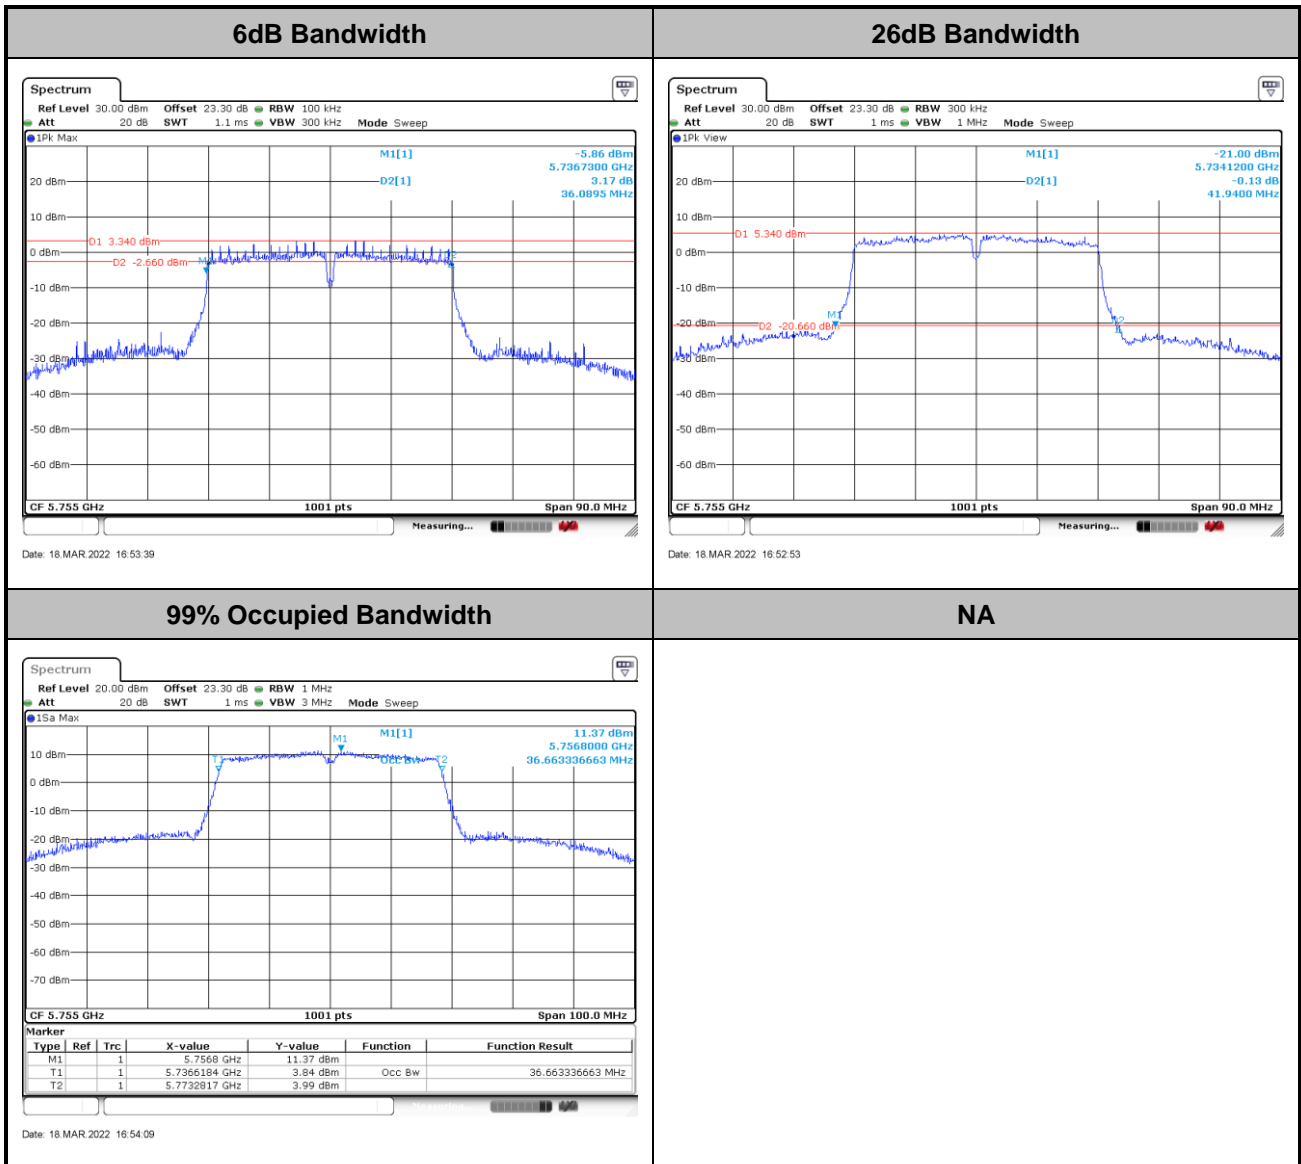 6dB Bandwidth
26dB Bandwidth
Spectrum
Ref Level 30.00 dBm Offset 23.30 dB RBW 100 kHz
Att 20 dB SWT 1.1 ms VBW 300 kHz Mode Sweep
1Pk Max
M1[1] -5.86 dBm
5.7367300 GHz
20 dBm
D2[1] 3.17 dB
36.0895 MHz
10 dBm
D1 3.340 dBm
0 dBm
D2 -2.660 dBm
-10 dBm
-20 dBm
-30 dBm
-40 dBm
-50 dBm
-60 dBm
CF 5.755 GHz 1001 pts Span 90.0 MHz
Measuring...
Date: 18.MAR.2022 16:53:39
Spectrum
Ref Level 30.00 dBm Offset 23.30 dB RBW 300 kHz
Att 20 dB SWT 1 ms VBW 1 MHz Mode Sweep
1Pk View
M1[1] -21.00 dBm
5.7341200 GHz
20 dBm
D2[1] -0.13 dB
41.9400 MHz
10 dBm
D1 5.340 dBm
0 dBm
-10 dBm
M1
-20 dBm
D2 -20.660 dBm
-30 dBm
-40 dBm
-50 dBm
-60 dBm
CF 5.755 GHz 1001 pts Span 90.0 MHz
Measuring...
Date: 18.MAR.2022 16:52:53
99% Occupied Bandwidth
NA
Spectrum
Ref Level 20.00 dBm Offset 23.30 dB RBW 1 MHz
Att 20 dB SWT 1 ms VBW 3 MHz Mode Sweep
1Sa Max
M1
M1[1] 11.37 dBm
5.7568000 GHz
10 dBm
T1
Occ Bw 36.663336663 MHz
T2
0 dBm
-10 dBm
-20 dBm
-30 dBm
-40 dBm
-50 dBm
-60 dBm
-70 dBm
CF 5.755 GHz 1001 pts Span 100.0 MHz
Marker
Type Ref Trc X-value Y-value Function Function Result
M1 1 5.7568 GHz 11.37 dBm
T1 1 5.7366184 GHz 3.84 dBm Occ Bw 36.663336663 MHz
T2 1 5.7732817 GHz 3.99 dBm
Measuring...
Date: 18.MAR.2022 16:54:09